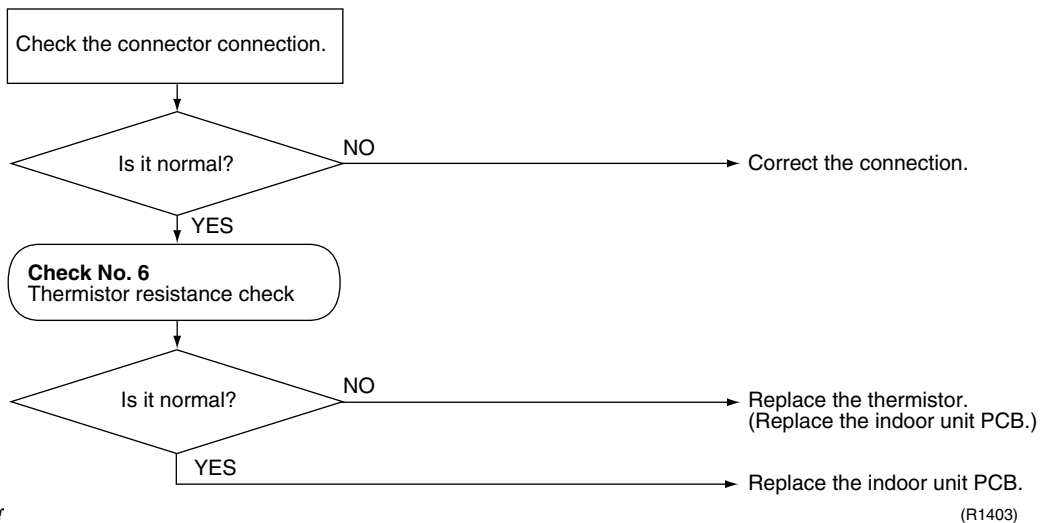 Check the connector connection.
Is it normal?
NO
Correct the connection.
YES
Check No. 6
Thermistor resistance check
Is it normal?
NO
Replace the thermistor.
(Replace the indoor unit PCB.)
YES
Replace the indoor unit PCB.
(R1403)